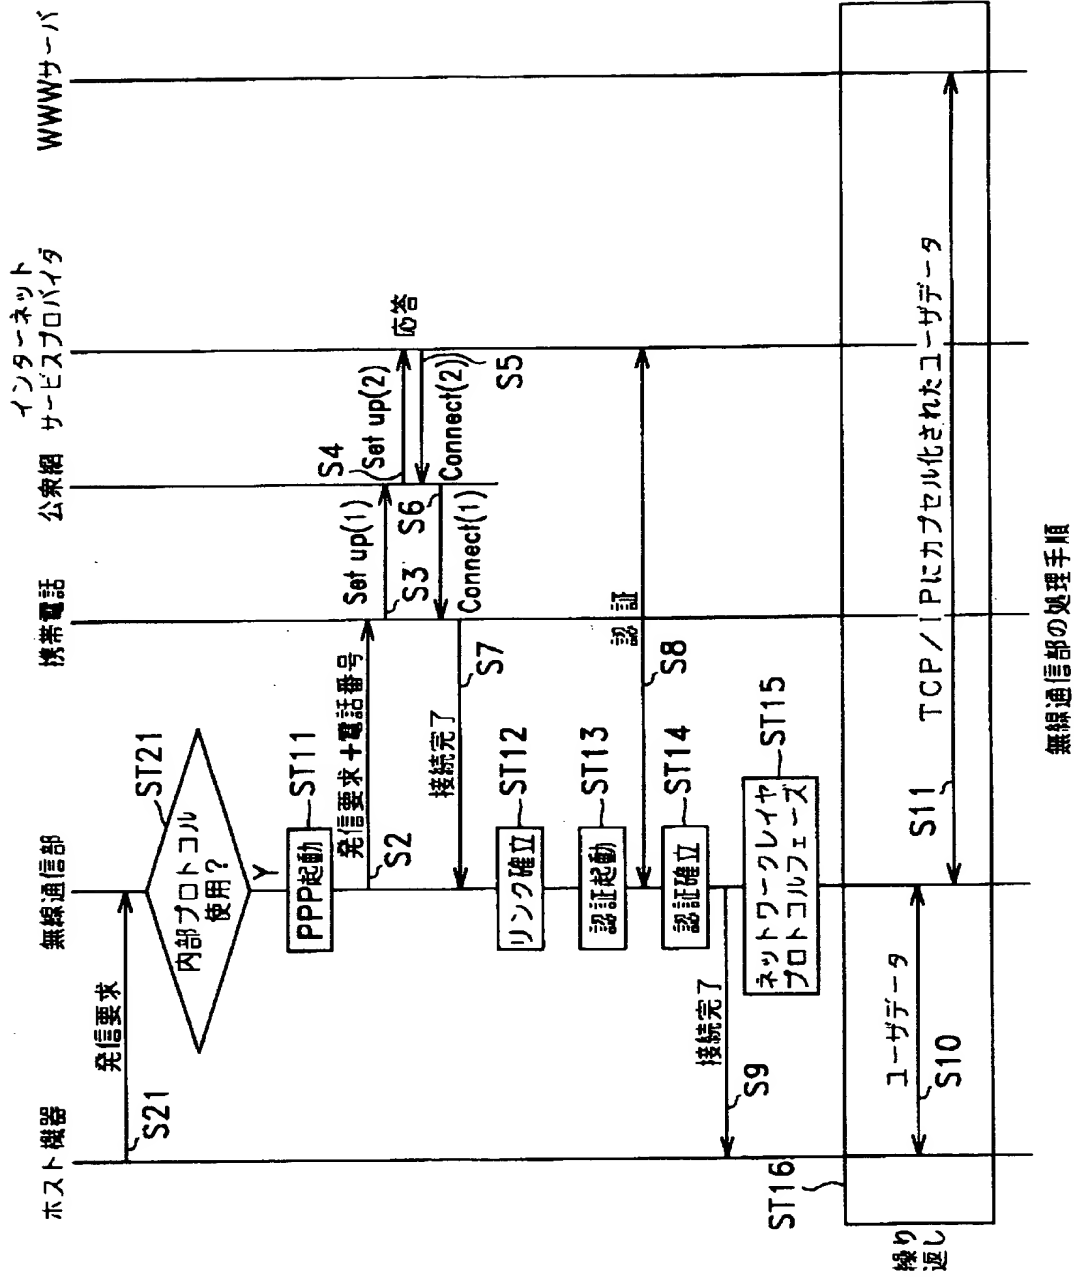 ホスト機器
無線通信部
携帯電話
公衆網
インターネット
サービスプロバイダ
WWWサーバ
発信要求
S21
内部プロトコル
使用？
ST21
Y
PPP起動
ST11
発信要求+電話番号
S2
Set up(1)
S3
S4
Set up(2)
応答
Connect(2)
S5
S6
Connect(1)
接続完了
S7
リンク確立
ST12
認証起動
ST13
認証
S8
認証確立
ST14
接続完了
S9
ネットワークレイヤ
プロトコルフェーズ
ST15
ST16
ユーザデータ
S10
TCP/IPにカプセル化されたユーザデータ
S11
繰り
返し
無線通信部の処理手順